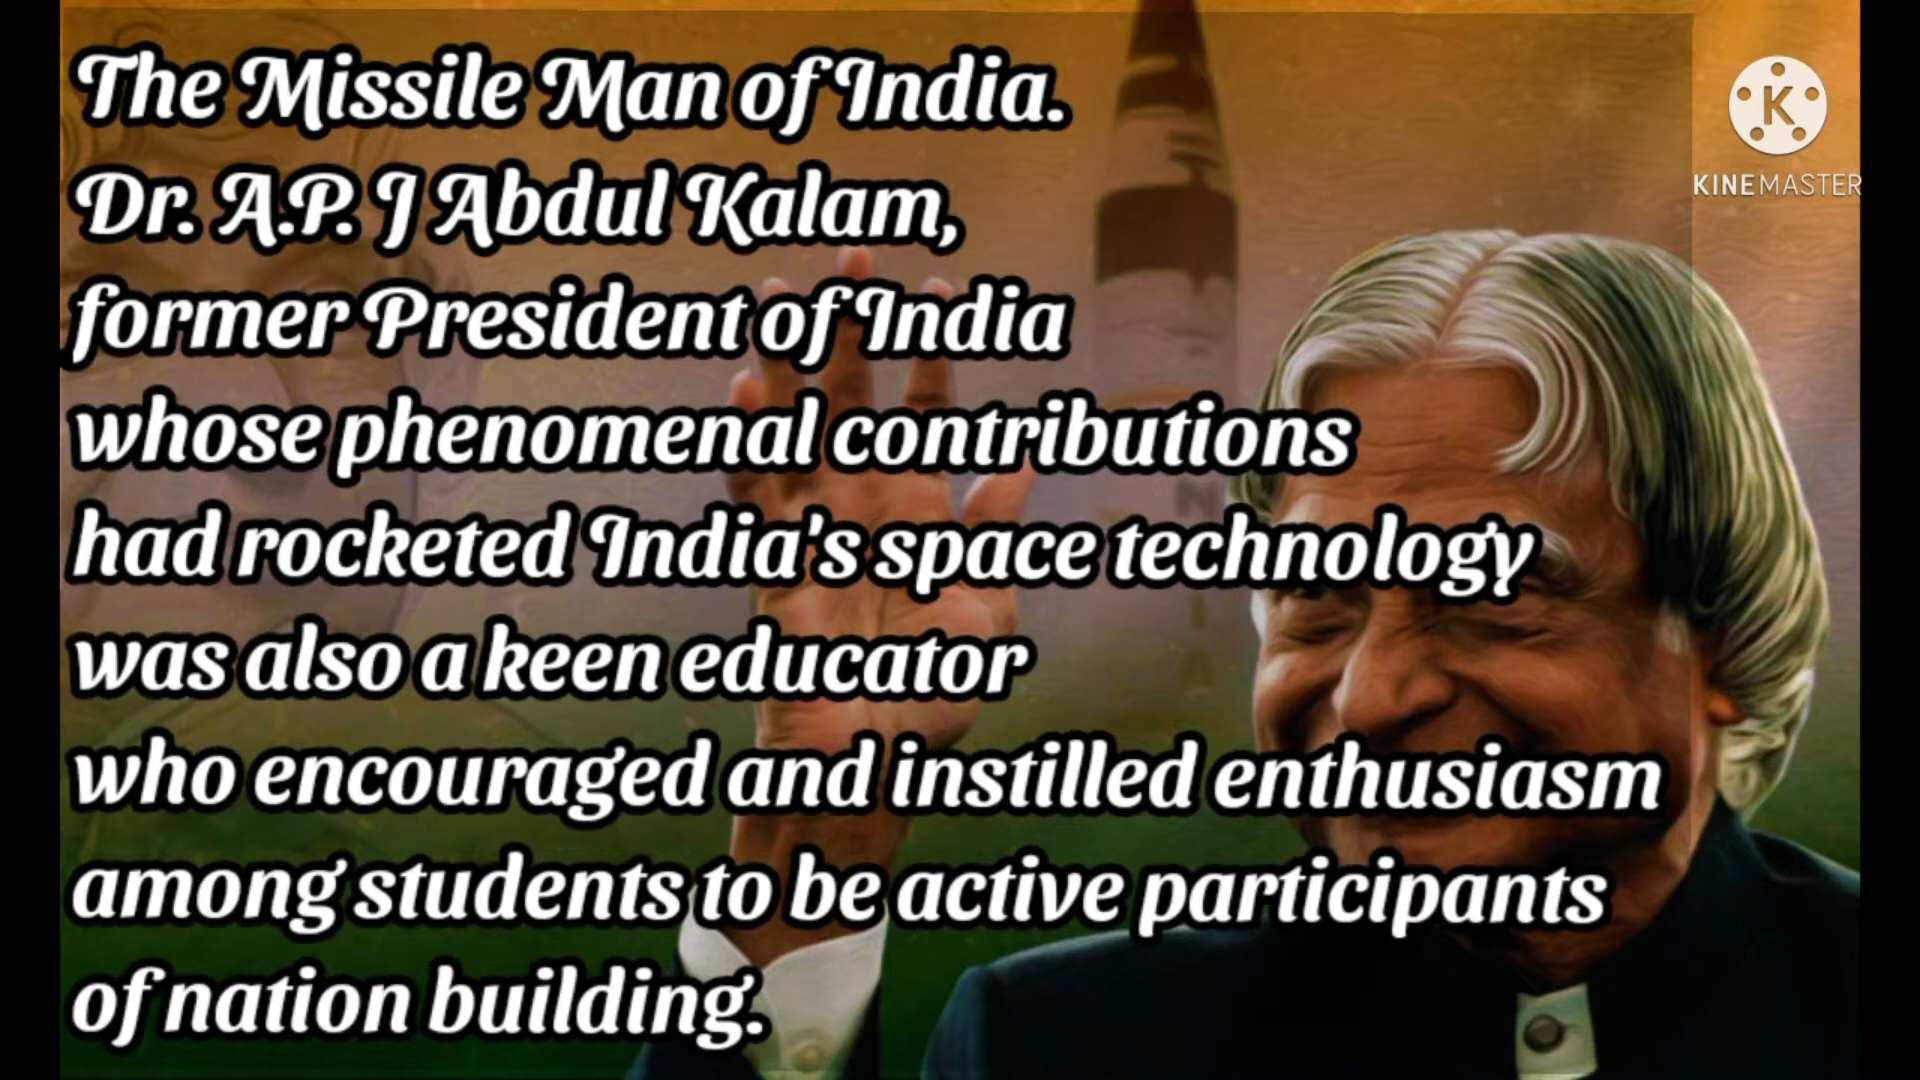 The Missile Man of India.
Dr. A.P. J Abdul Kalam,
former President of India
whose phenomenal contributions
had rocketed India's space technology
was also a keen educator
who encouraged and instilled enthusiasm
among students to be active participants
of nation building.
K
KINEMASTER